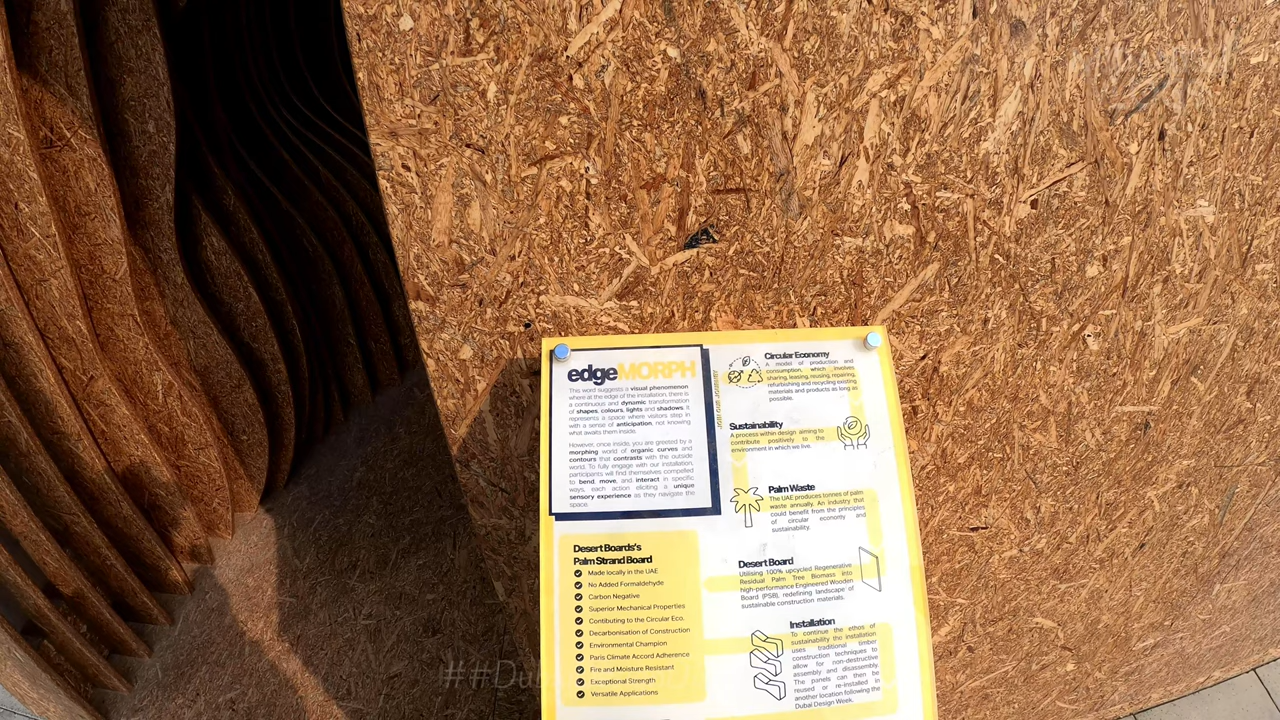 edgeMORPH
This word suggests a visual phenomenon
where at the edge of the installation, there is
a continuous and dynamic transformation
of shapes, colours, lights and shadows. It
represents a space where visitors step in
with a sense of anticipation, not knowing
what awaits them inside.
However, once inside, you are greeted by a
morphing world of organic curves and
contours that contrasts with the outside
world. To fully engage with our installation,
participants will find themselves compelled
to bend, move, and interact in specific
ways, each action eliciting a unique
sensory experience as they navigate the
space.
Desert Boards's
Palm Strand Board
Made locally in the UAE
No Added Formaldehyde
Carbon Negative
Superior Mechanical Properties
Contibuting to the Circular Eco.
Decarbonisation of Construction
Environmental Champion
Paris Climate Accord Adherence
Fire and Moisture Resistant
Exceptional Strength
Versatile Applications
Circular Economy
A model of production and
consumption, which involves
sharing, leasing, reusing, repairing,
refurbishing and recycling existing
materials and products as long as
possible.
Sustainability
A process within design aiming to
contribute positively to the
environment in which we live.
Palm Waste
The UAE produces tonnes of palm
waste annually. An industry that
could benefit from the principles
of circular economy and
sustainability.
Desert Board
Utilising 100% upcycled Regenerative
Residual Palm Tree Biomass into
high-performance Engineered Wooden
Board (PSB), redefining landscape of
sustainable construction materials.
Installation
To continue the ethos of
sustainability the installation
uses traditional timber
construction techniques to
allow for non-destructive
assembly and disassembly.
The panels can then be
reused or re-installed in
another location following the
Dubai Design Week.